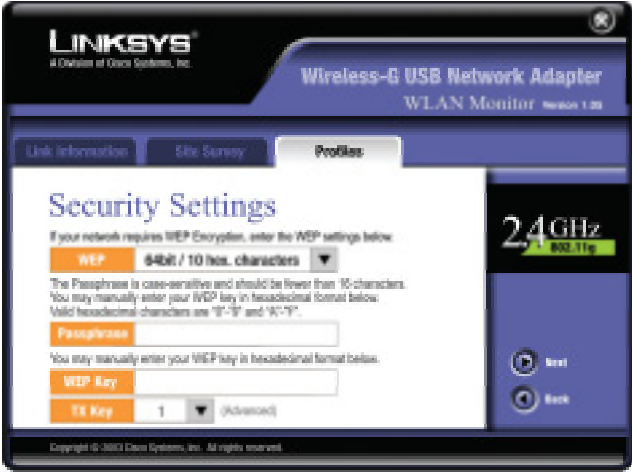 LINKSYS®
A Division of Cisco Systems, Inc.
Wireless-G USB Network Adapter
WLAN Monitor Version 1.05
Link Information
Site Survey
Profiles
Security Settings
If your network requires WEP Encryption, enter the WEP settings below.
WEP 64bit / 10 hex. characters
The Passphrase is case-sensitive and should be fewer than 16 characters.
You may manually enter your WEP key in hexadecimal format below.
Valid hexadecimal characters are "0"-"9" and "A"-"F".
Passphrase
You may manually enter your WEP key in hexadecimal format below.
WEP Key
TX Key 1 (Advanced)
2,4GHz
802.11g
Next
Back
Copyright © 2003 Cisco Systems, Inc. All rights reserved.